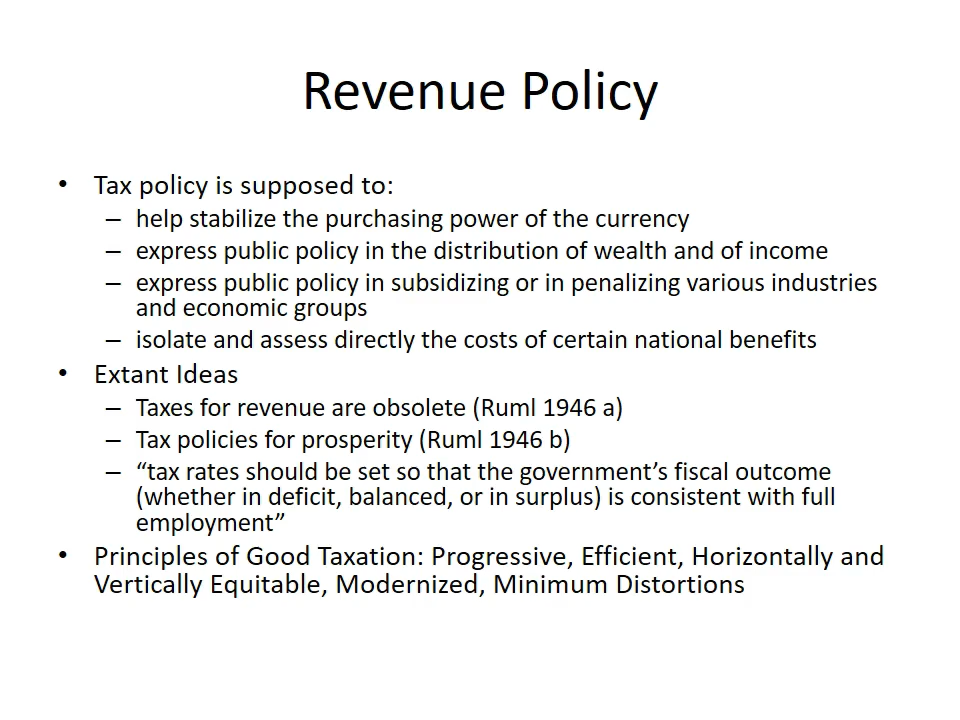 Revenue Policy
• Tax policy is supposed to:
– help stabilize the purchasing power of the currency
– express public policy in the distribution of wealth and of income
– express public policy in subsidizing or in penalizing various industries
and economic groups
– isolate and assess directly the costs of certain national benefits
• Extant Ideas
– Taxes for revenue are obsolete (Ruml 1946 a)
– Tax policies for prosperity (Ruml 1946 b)
– “tax rates should be set so that the government’s fiscal outcome
(whether in deficit, balanced, or in surplus) is consistent with full
employment”
• Principles of Good Taxation: Progressive, Efficient, Horizontally and
Vertically Equitable, Modernized, Minimum Distortions